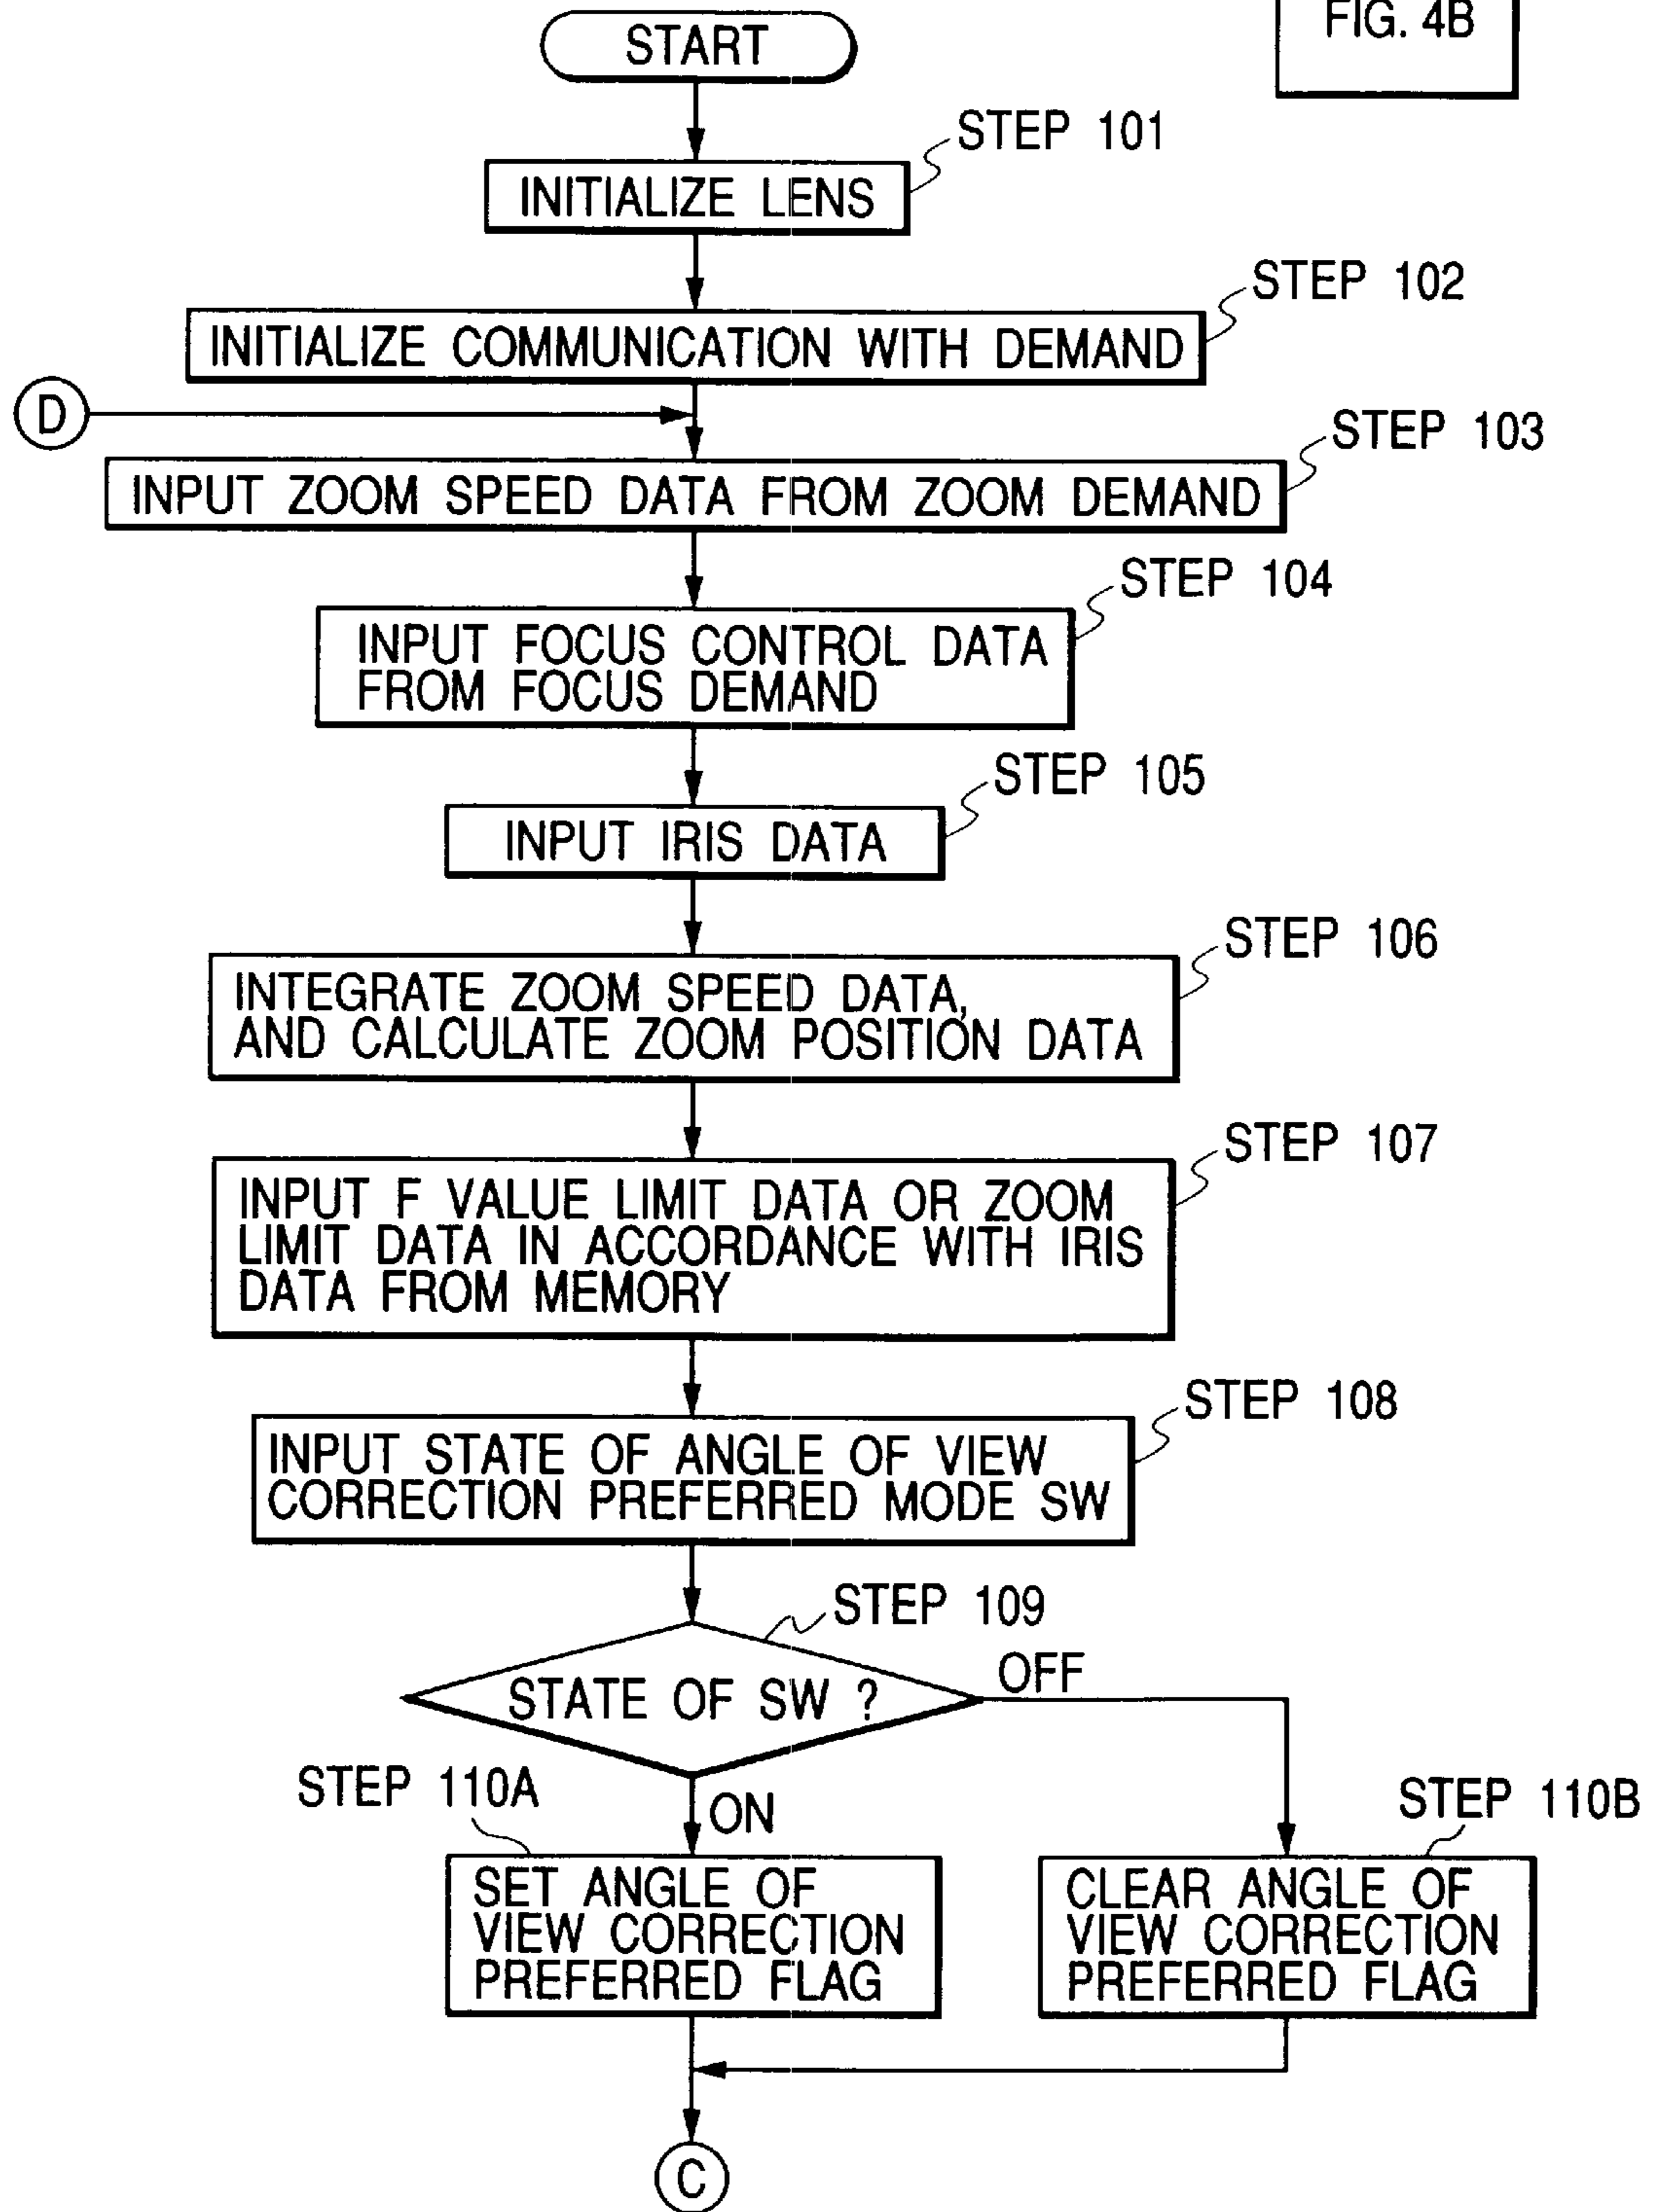 FIG. 4B
START
STEP 101
INITIALIZE LENS
STEP 102
INITIALIZE COMMUNICATION WITH DEMAND
D
STEP 103
INPUT ZOOM SPEED DATA FROM ZOOM DEMAND
STEP 104
INPUT FOCUS CONTROL DATA
FROM FOCUS DEMAND
STEP 105
INPUT IRIS DATA
STEP 106
INTEGRATE ZOOM SPEED DATA,
AND CALCULATE ZOOM POSITION DATA
STEP 107
INPUT F VALUE LIMIT DATA OR ZOOM
LIMIT DATA IN ACCORDANCE WITH IRIS
DATA FROM MEMORY
STEP 108
INPUT STATE OF ANGLE OF VIEW
CORRECTION PREFERRED MODE SW
STEP 109
STATE OF SW ?
OFF
STEP 110A
ON
SET ANGLE OF
VIEW CORRECTION
PREFERRED FLAG
STEP 110B
CLEAR ANGLE OF
VIEW CORRECTION
PREFERRED FLAG
C